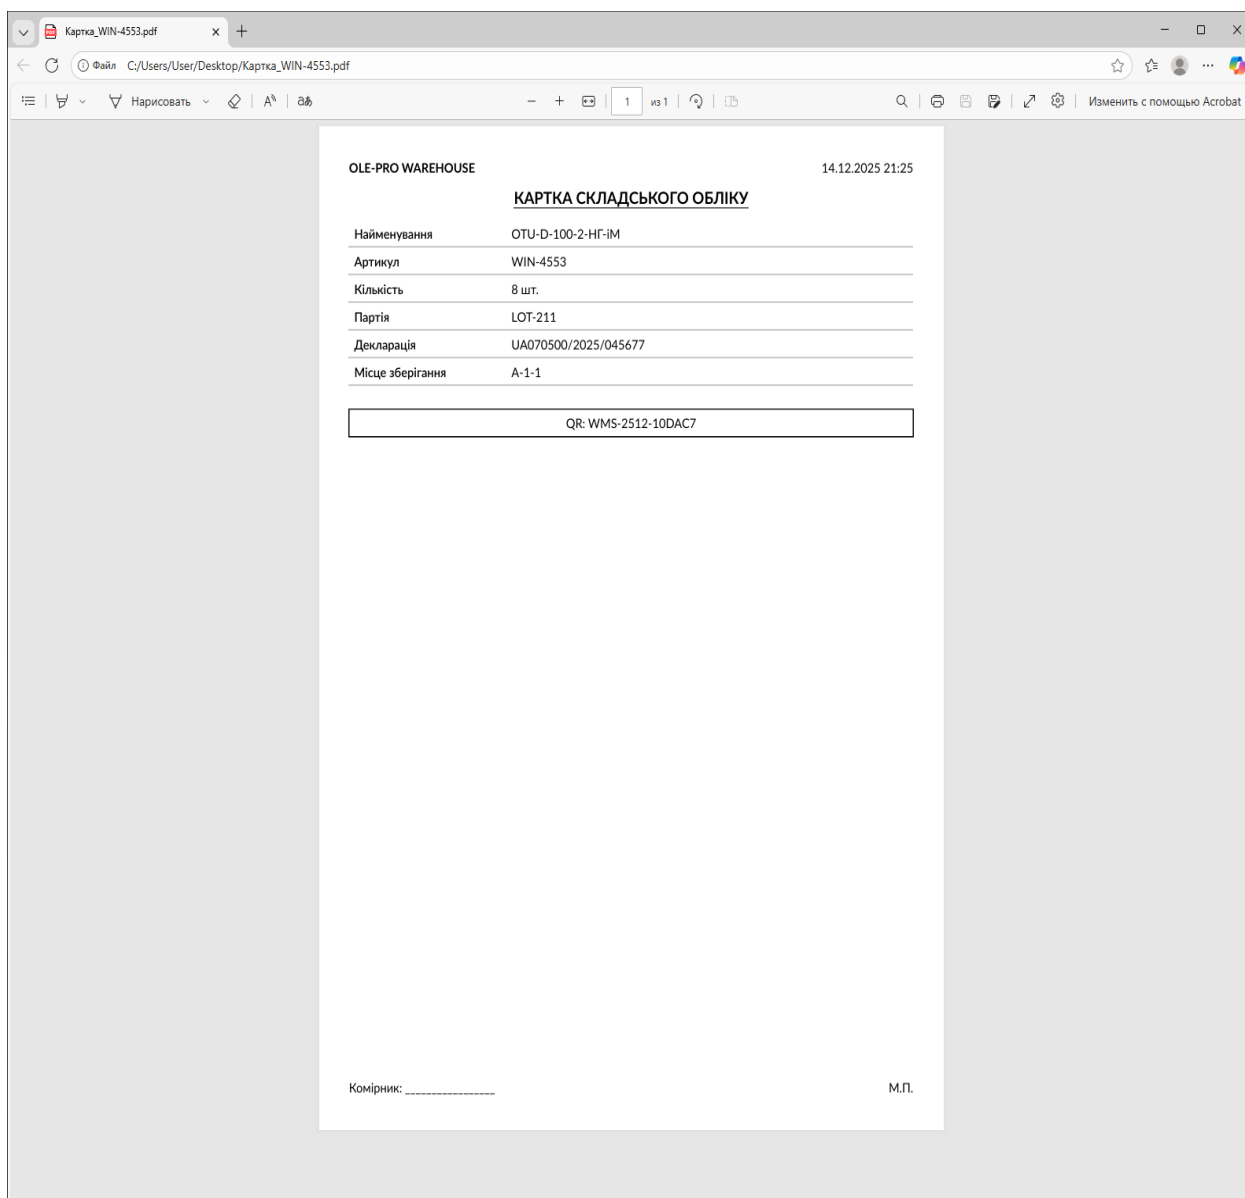 Картка_WIN-4553.pdf
Файл C:/Users/User/Desktop/Картка_WIN-4553.pdf
Нарисовать
1 из 1
Изменить с помощью Acrobat
OLE-PRO WAREHOUSE 14.12.2025 21:25
КАРТКА СКЛАДСЬКОГО ОБЛІКУ
Найменування OTU-D-100-2-НГ-іМ
Артикул WIN-4553
Кількість 8 шт.
Партія LOT-211
Декларація UA070500/2025/045677
Місце зберігання A-1-1
QR: WMS-2512-10DAC7
Комірник: _________________ М.П.